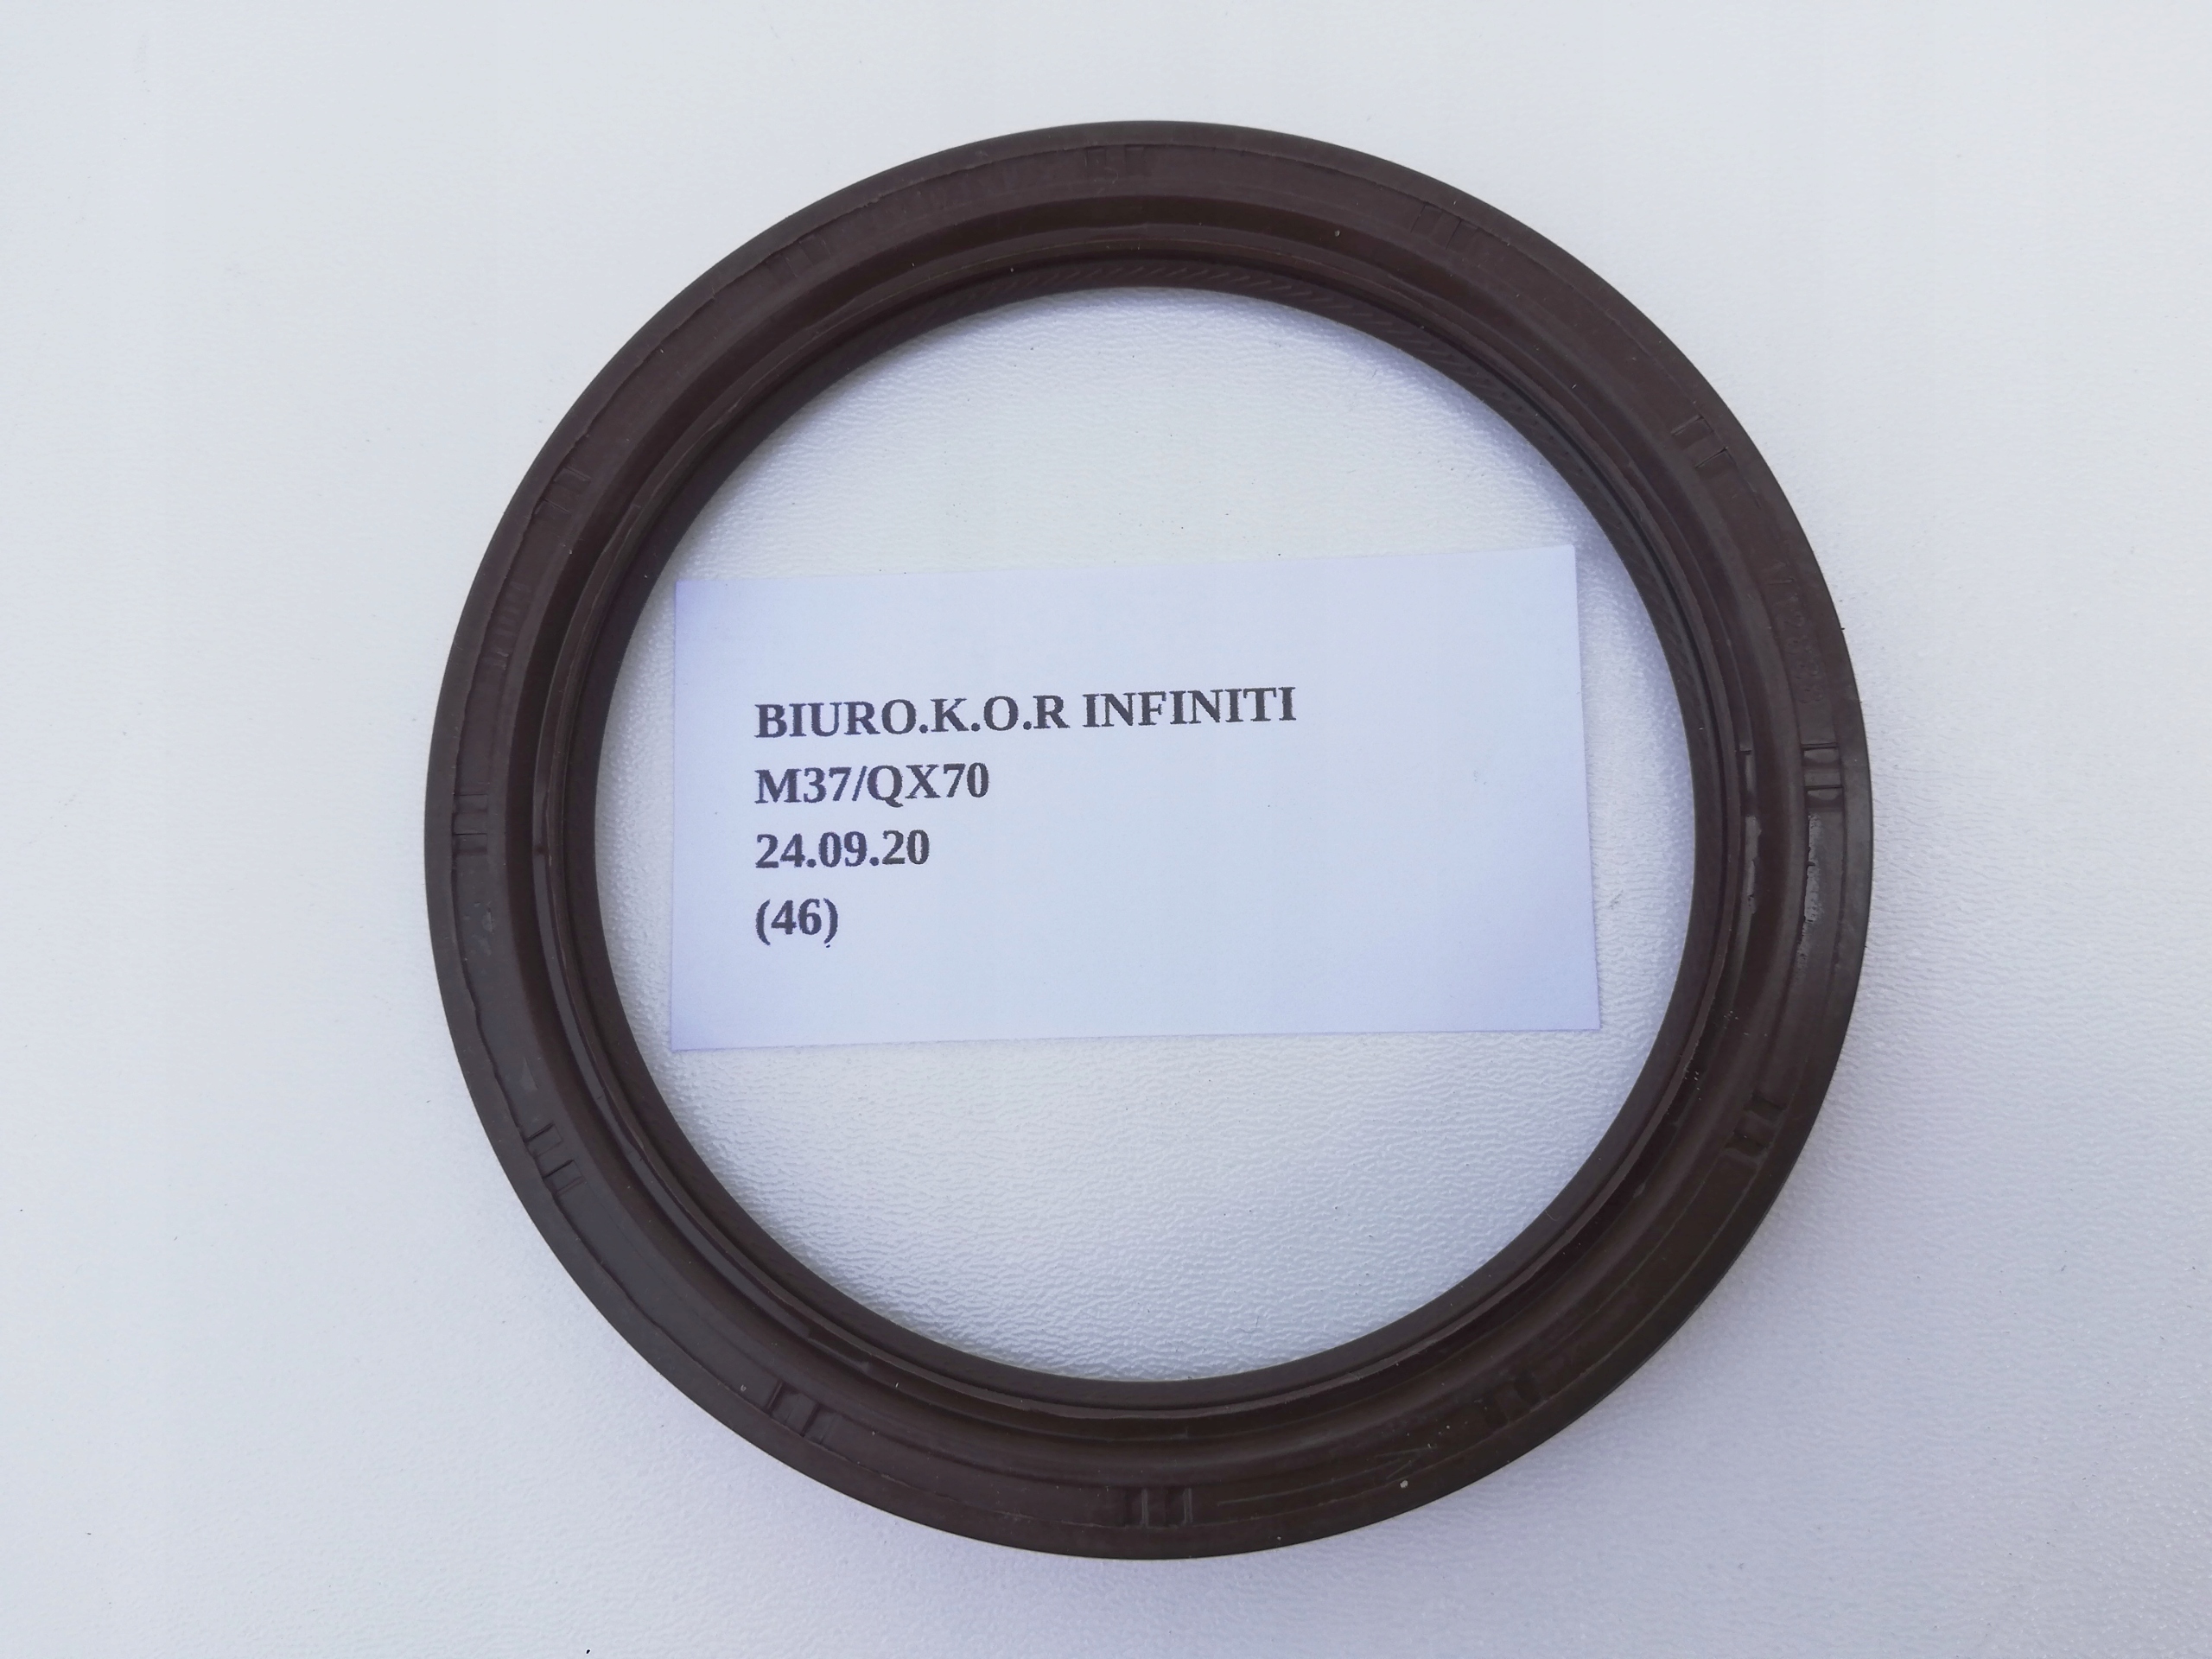 BIURO.K.O.R INFINITI
M37/QX70
24.09.20
(46)